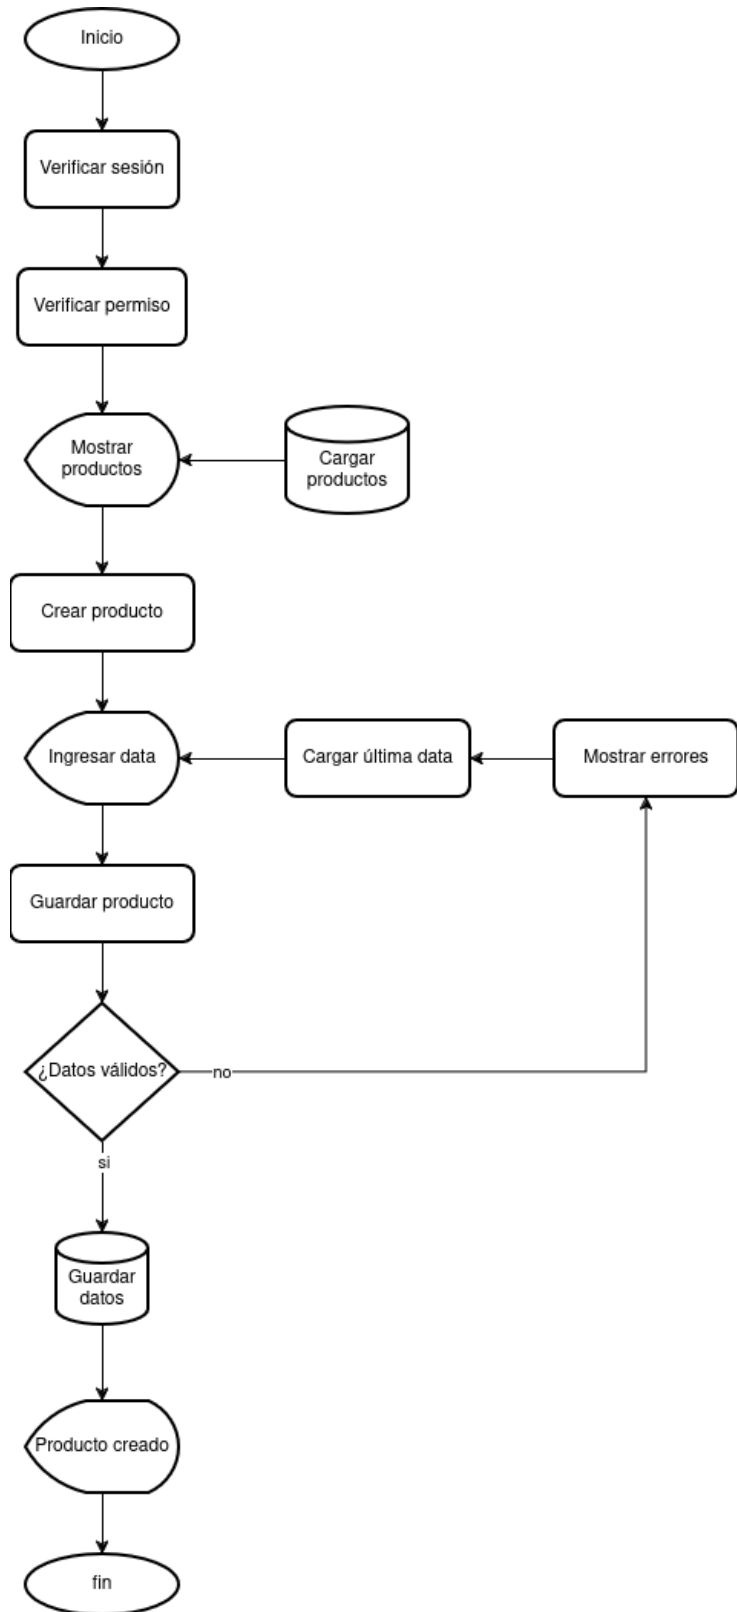 Inicio
Verificar sesión
Verificar permiso
Mostrar
productos
Cargar
productos
Crear producto
Ingresar data
Cargar última data
Mostrar errores
Guardar producto
¿Datos válidos?
no
si
Guardar
datos
Producto creado
fin